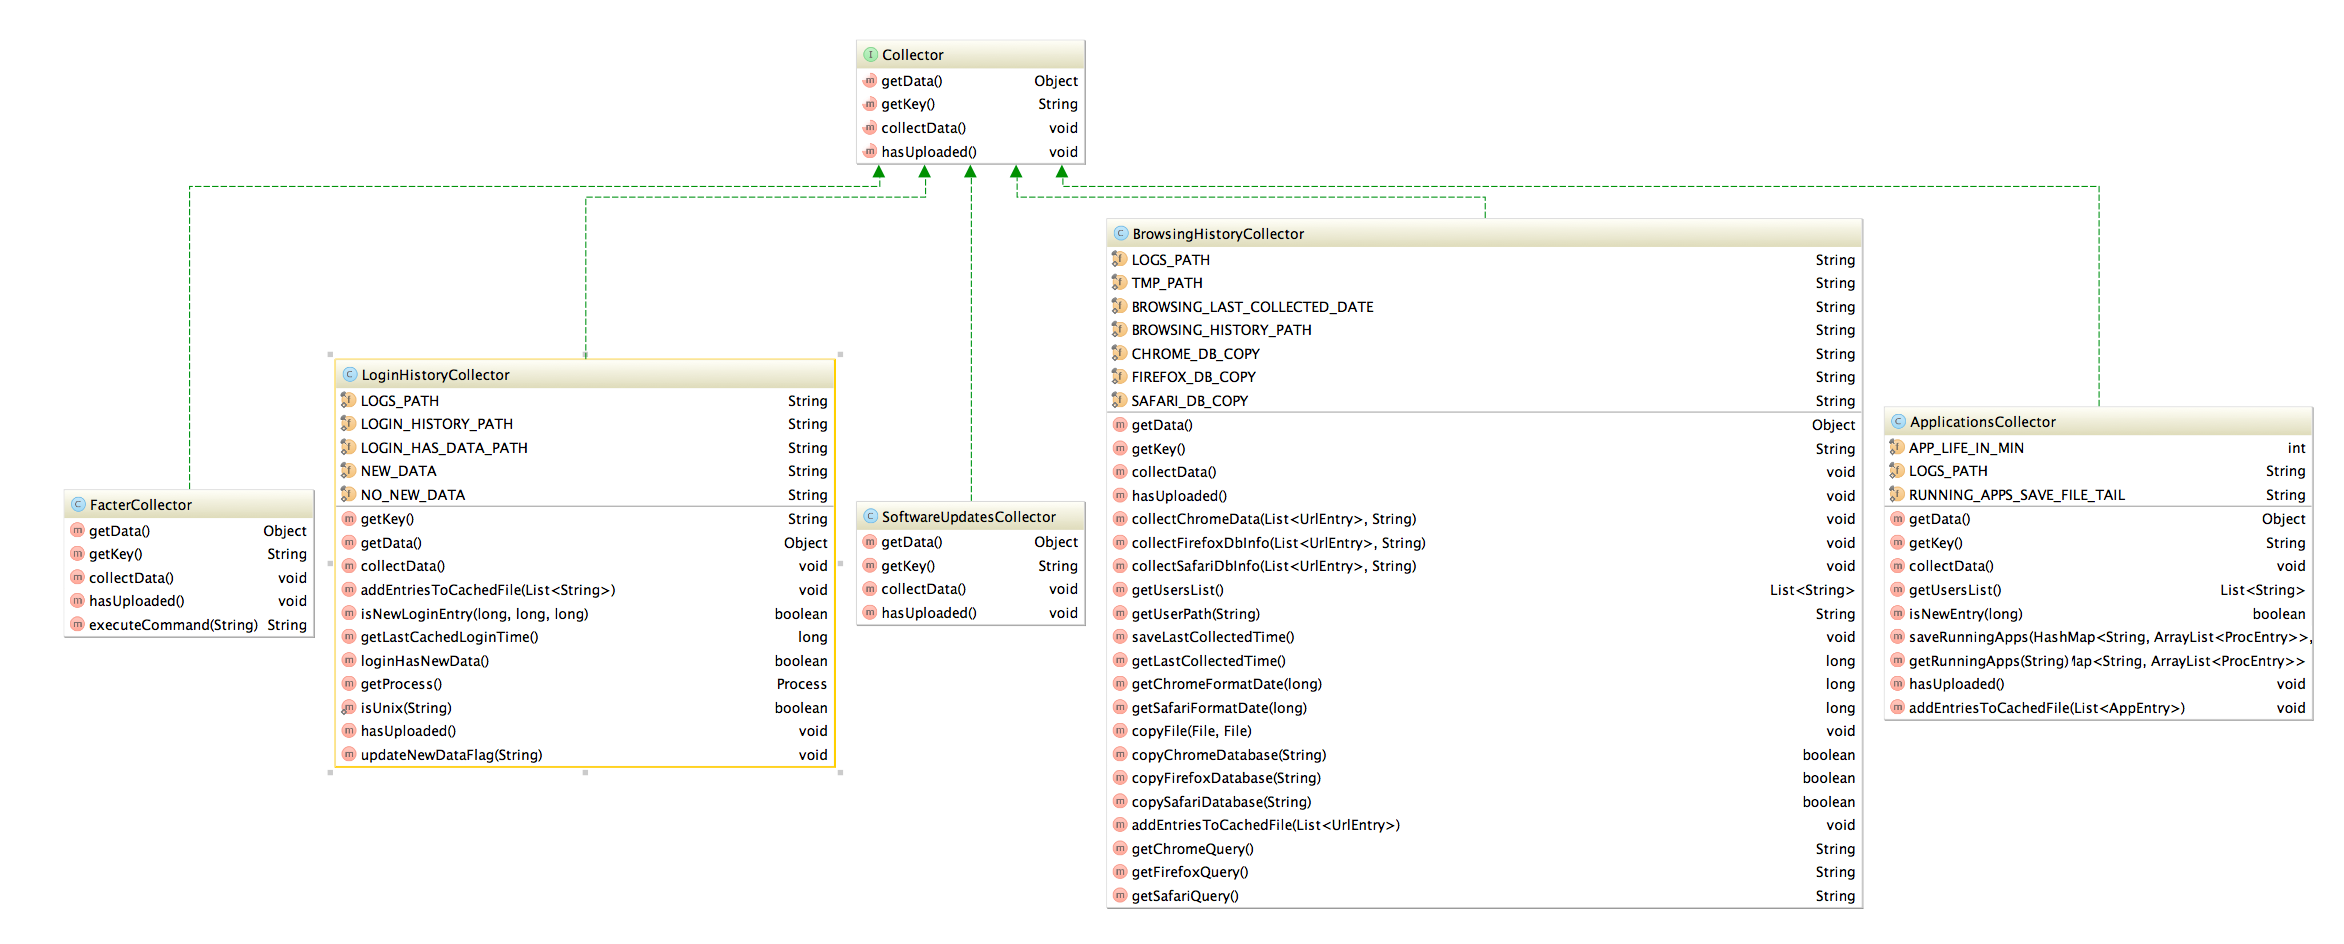 Collector
getData() Object
getKey() String
collectData() void
hasUploaded() void
FacterCollector
getData() Object
getKey() String
collectData() void
hasUploaded() void
executeCommand(String) String
LoginHistoryCollector
LOGS_PATH String
LOGIN_HISTORY_PATH String
LOGIN_HAS_DATA_PATH String
NEW_DATA String
NO_NEW_DATA String
getKey() String
getData() Object
collectData() void
addEntriesToCachedFile(List<String>) void
isNewLoginEntry(long, long, long) boolean
getLastCachedLoginTime() long
loginHasNewData() boolean
getProcess() Process
isUnix(String) boolean
hasUploaded() void
updateNewDataFlag(String) void
SoftwareUpdatesCollector
getData() Object
getKey() String
collectData() void
hasUploaded() void
BrowsingHistoryCollector
LOGS_PATH String
TMP_PATH String
BROWSING_LAST_COLLECTED_DATE String
BROWSING_HISTORY_PATH String
CHROME_DB_COPY String
FIREFOX_DB_COPY String
SAFARI_DB_COPY String
getData() Object
getKey() String
collectData() void
hasUploaded() void
collectChromeData(List<UrlEntry>, String) void
collectFirefoxDbInfo(List<UrlEntry>, String) void
collectSafariDbInfo(List<UrlEntry>, String) void
getUsersList() List<String>
getUserPath(String) String
saveLastCollectedTime() void
getLastCollectedTime() long
getChromeFormatDate(long) long
getSafariFormatDate(long) long
copyFile(File, File) void
copyChromeDatabase(String) boolean
copyFirefoxDatabase(String) boolean
copySafariDatabase(String) boolean
addEntriesToCachedFile(List<UrlEntry>) void
getChromeQuery() String
getFirefoxQuery() String
getSafariQuery() String
ApplicationsCollector
APP_LIFE_IN_MIN int
LOGS_PATH String
RUNNING_APPS_SAVE_FILE_TAIL String
getData() Object
getKey() String
collectData() void
getUsersList() List<String>
isNewEntry(long) boolean
saveRunningApps(HashMap<String, ArrayList<ProcEntry>>,
getRunningApps(String) Map<String, ArrayList<ProcEntry>>
hasUploaded() void
addEntriesToCachedFile(List<AppEntry>) void